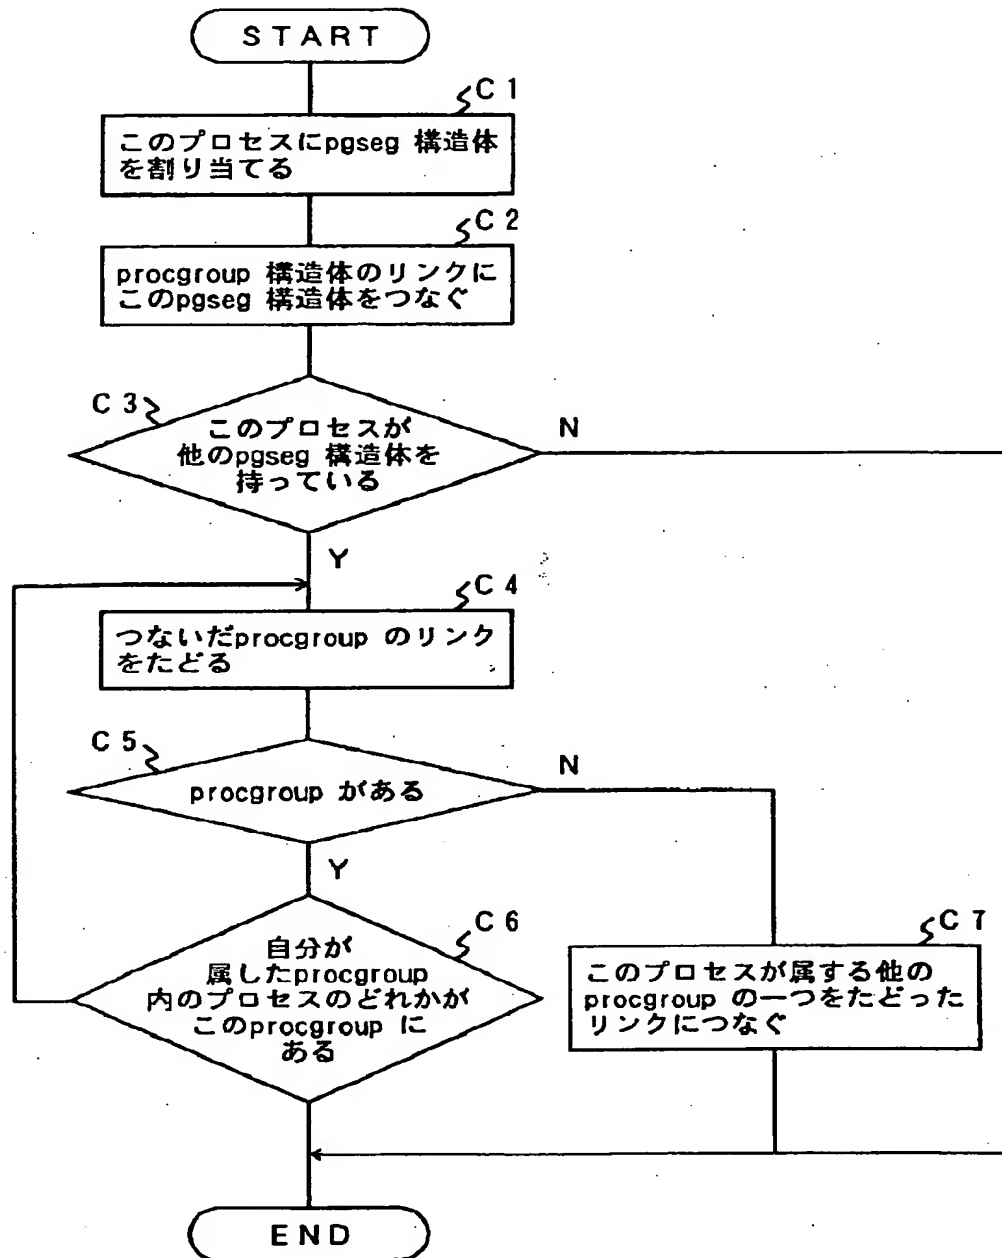 START
C1
このプロセスにpgseg 構造体
を割り当てる
C2
procgroup 構造体のリンクに
このpgseg 構造体をつなぐ
C3
このプロセスが
他のpgseg 構造体を
持っている
N
Y
C4
つないだprocgroup のリンク
をたどる
C5
procgroup がある
N
Y
C6
自分が
属したprocgroup
内のプロセスのどれかが
このprocgroup に
ある
C7
このプロセスが属する他の
procgroup の一つをたどった
リンクにつなぐ
END